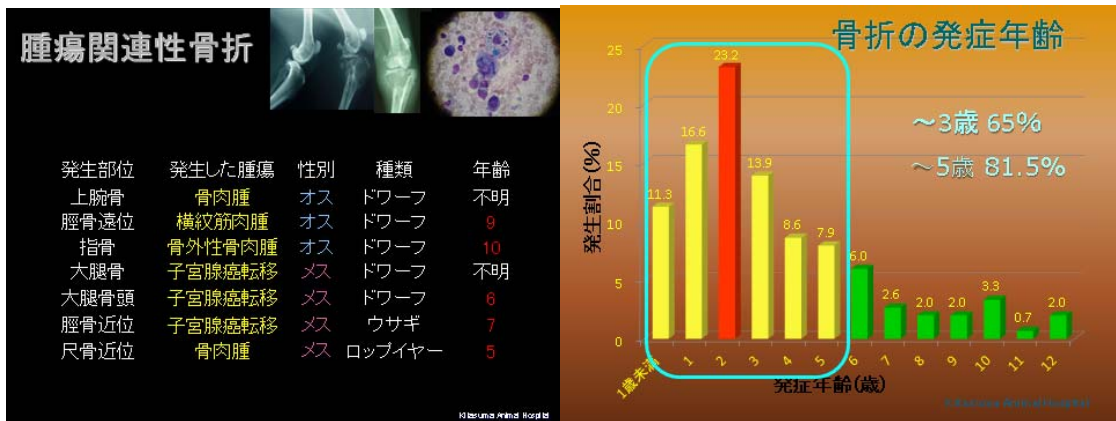 腫瘍関連性骨折
発生部位 発生した腫瘍 性別 種類 年齢
上腕骨 骨肉腫 オス ドワーフ 不明
脛骨遠位 横紋筋肉腫 オス ドワーフ 9
指骨 骨外性骨肉腫 オス ドワーフ 10
大腿骨 子宮腺癌転移 メス ドワーフ 不明
大腿骨頭 子宮腺癌転移 メス ドワーフ 6
脛骨近位 子宮腺癌転移 メス ウサギ 7
尺骨近位 骨肉腫 メス ロップイヤー 5
Kitasuma Animal Hospital
骨折の発症年齢
~3歳 65%
~5歳 81.5%
発生割合(%)
25
20
15
10
5
0
11.3
16.6
23.2
13.9
8.6
7.9
6.0
2.6
2.0
2.0
3.3
0.7
2.0
1歳未満 1 2 3 4 5 6 7 8 9 10 11 12
発症年齢(歳)
Kitasuma Animal Hospital